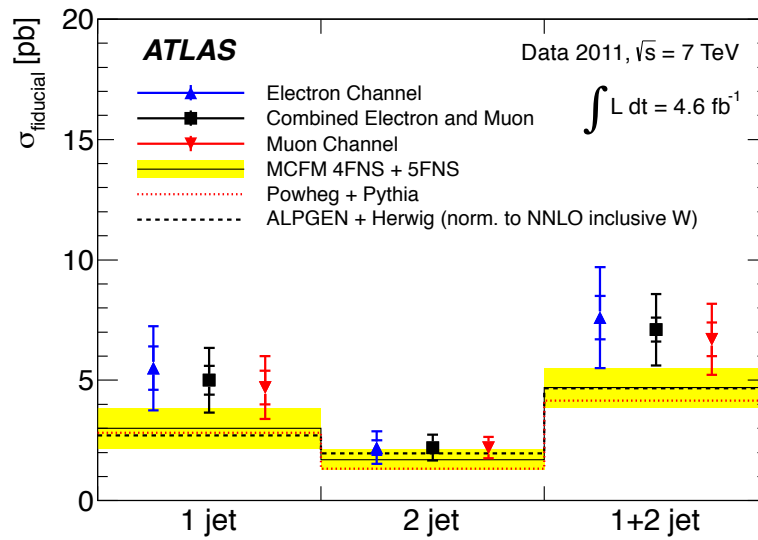 σfiducial [pb]
20
15
10
5
0
ATLAS
Data 2011, √s = 7 TeV
∫ L dt = 4.6 fb-1
Electron Channel
Combined Electron and Muon
Muon Channel
MCFM 4FNS + 5FNS
Powheg + Pythia
ALPGEN + Herwig (norm. to NNLO inclusive W)
1 jet
2 jet
1+2 jet